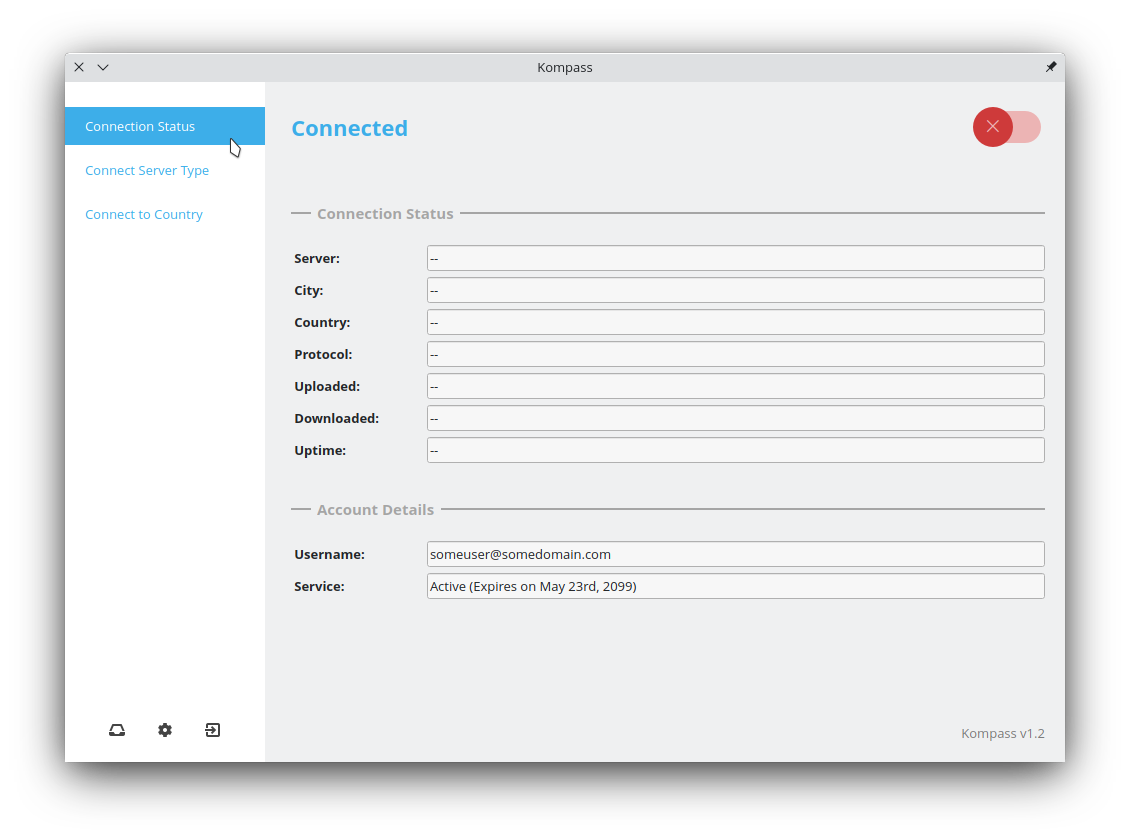 Kompass
Connection Status
Connect Server Type
Connect to Country
Connected
Connection Status
Server: --
City: --
Country: --
Protocol: --
Uploaded: --
Downloaded: --
Uptime: --
Account Details
Username: someuser@somedomain.com
Service: Active (Expires on May 23rd, 2099)
Kompass v1.2